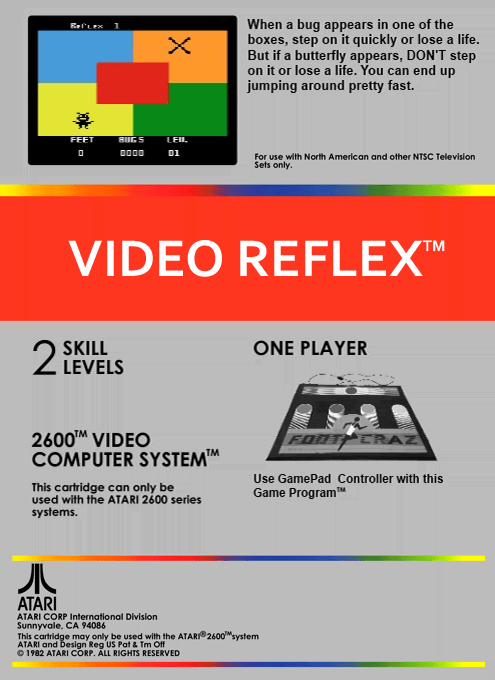 Reflex 1
FEET BUGS LEV.
0 0000 01
When a bug appears in one of the
boxes, step on it quickly or lose a life.
But if a butterfly appears, DON'T step
on it or lose a life. You can end up
jumping around pretty fast.
For use with North American and other NTSC Television
Sets only.
VIDEO REFLEX™
2 SKILL
LEVELS
ONE PLAYER
FOOT CRAZ
2600™ VIDEO
COMPUTER SYSTEM™
This cartridge can only be
used with the ATARI 2600 series
systems.
Use GamePad Controller with this
Game Program™
ATARI
ATARI CORP International Division
Sunnyvale, CA 94086
This cartridge may only be used with the ATARI®2600™system
ATARI and Design Reg US Pat & Tm Off
© 1982 ATARI CORP. ALL RIGHTS RESERVED